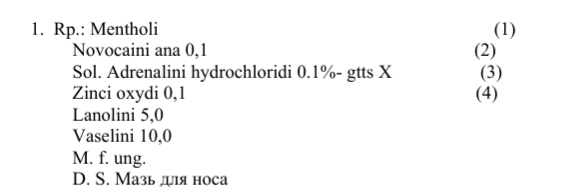 1. Rp.: Mentholi (1)
Novocaini ana 0,1 (2)
Sol. Adrenalini hydrochloridi 0.1%- gtts X (3)
Zinci oxydi 0,1 (4)
Lanolini 5,0
Vaselini 10,0
M. f. ung.
D. S. Мазь для носа